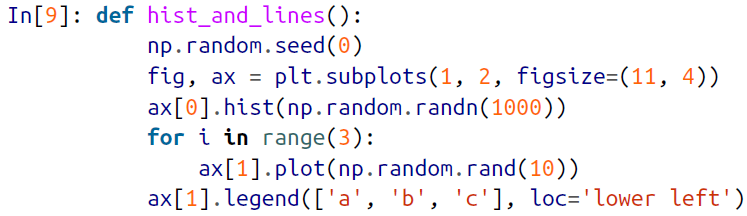 In[9]: def hist_and_lines():
           np.random.seed(0)
           fig, ax = plt.subplots(1, 2, figsize=(11, 4))
           ax[0].hist(np.random.randn(1000))
           for i in range(3):
               ax[1].plot(np.random.rand(10))
           ax[1].legend(['a', 'b', 'c'], loc='lower left')